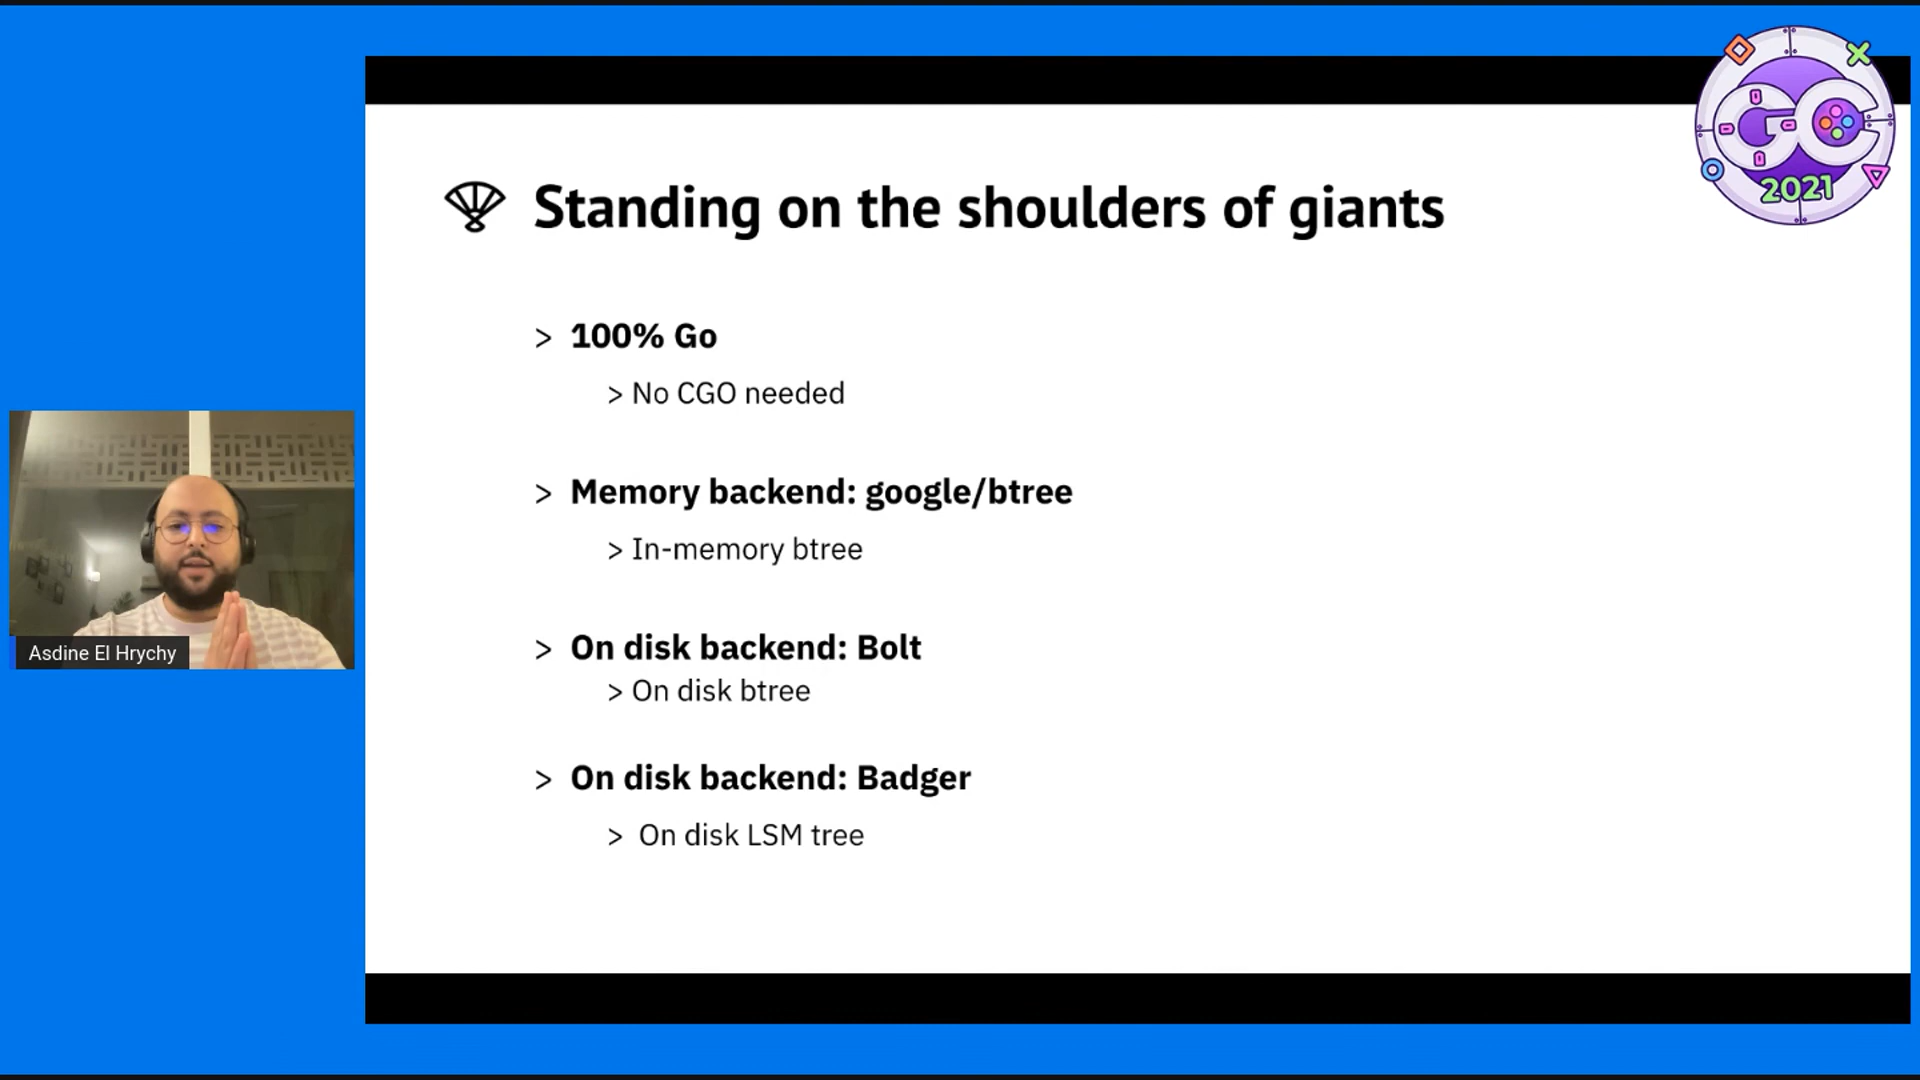 GC
2021
Standing on the shoulders of giants
> 100% Go
> No CGO needed
> Memory backend: google/btree
> In-memory btree
> On disk backend: Bolt
> On disk btree
> On disk backend: Badger
> On disk LSM tree
Asdine El Hrychy